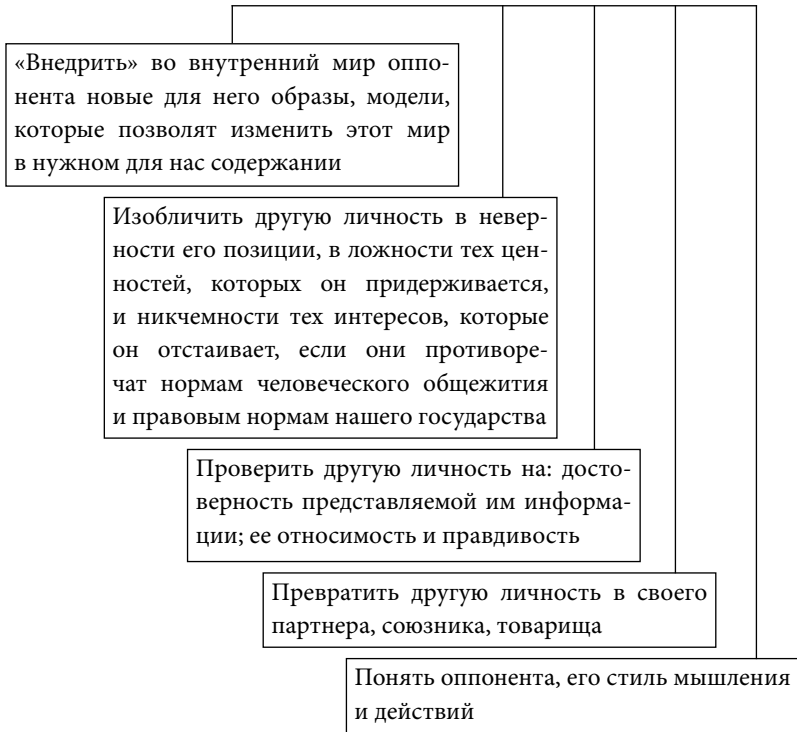 «Внедрить» во внутренний мир оппо-
нента новые для него образы, модели,
которые позволят изменить этот мир
в нужном для нас содержании
Изобличить другую личность в невер-
ности его позиции, в ложности тех цен-
ностей, которых он придерживается,
и никчемности тех интересов, которые
он отстаивает, если они противоре-
чат нормам человеческого общежития
и правовым нормам нашего государства
Проверить другую личность на: досто-
верность представляемой им информа-
ции; ее относимость и правдивость
Превратить другую личность в своего
партнера, союзника, товарища
Понять оппонента, его стиль мышления
и действий